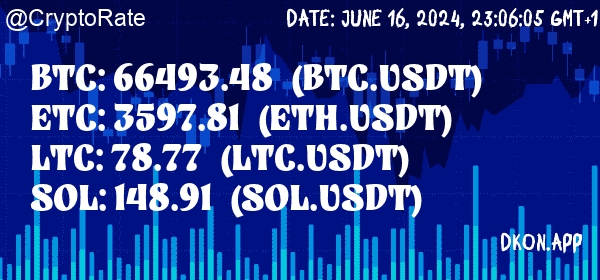 @CryptoRate
DATE: JUNE 16, 2024, 23:06:05 GMT+1
BTC: 66493.48 (BTC.USDT)
ETC: 3597.81 (ETH.USDT)
LTC: 78.77 (LTC.USDT)
SOL: 148.91 (SOL.USDT)
DKON.APP